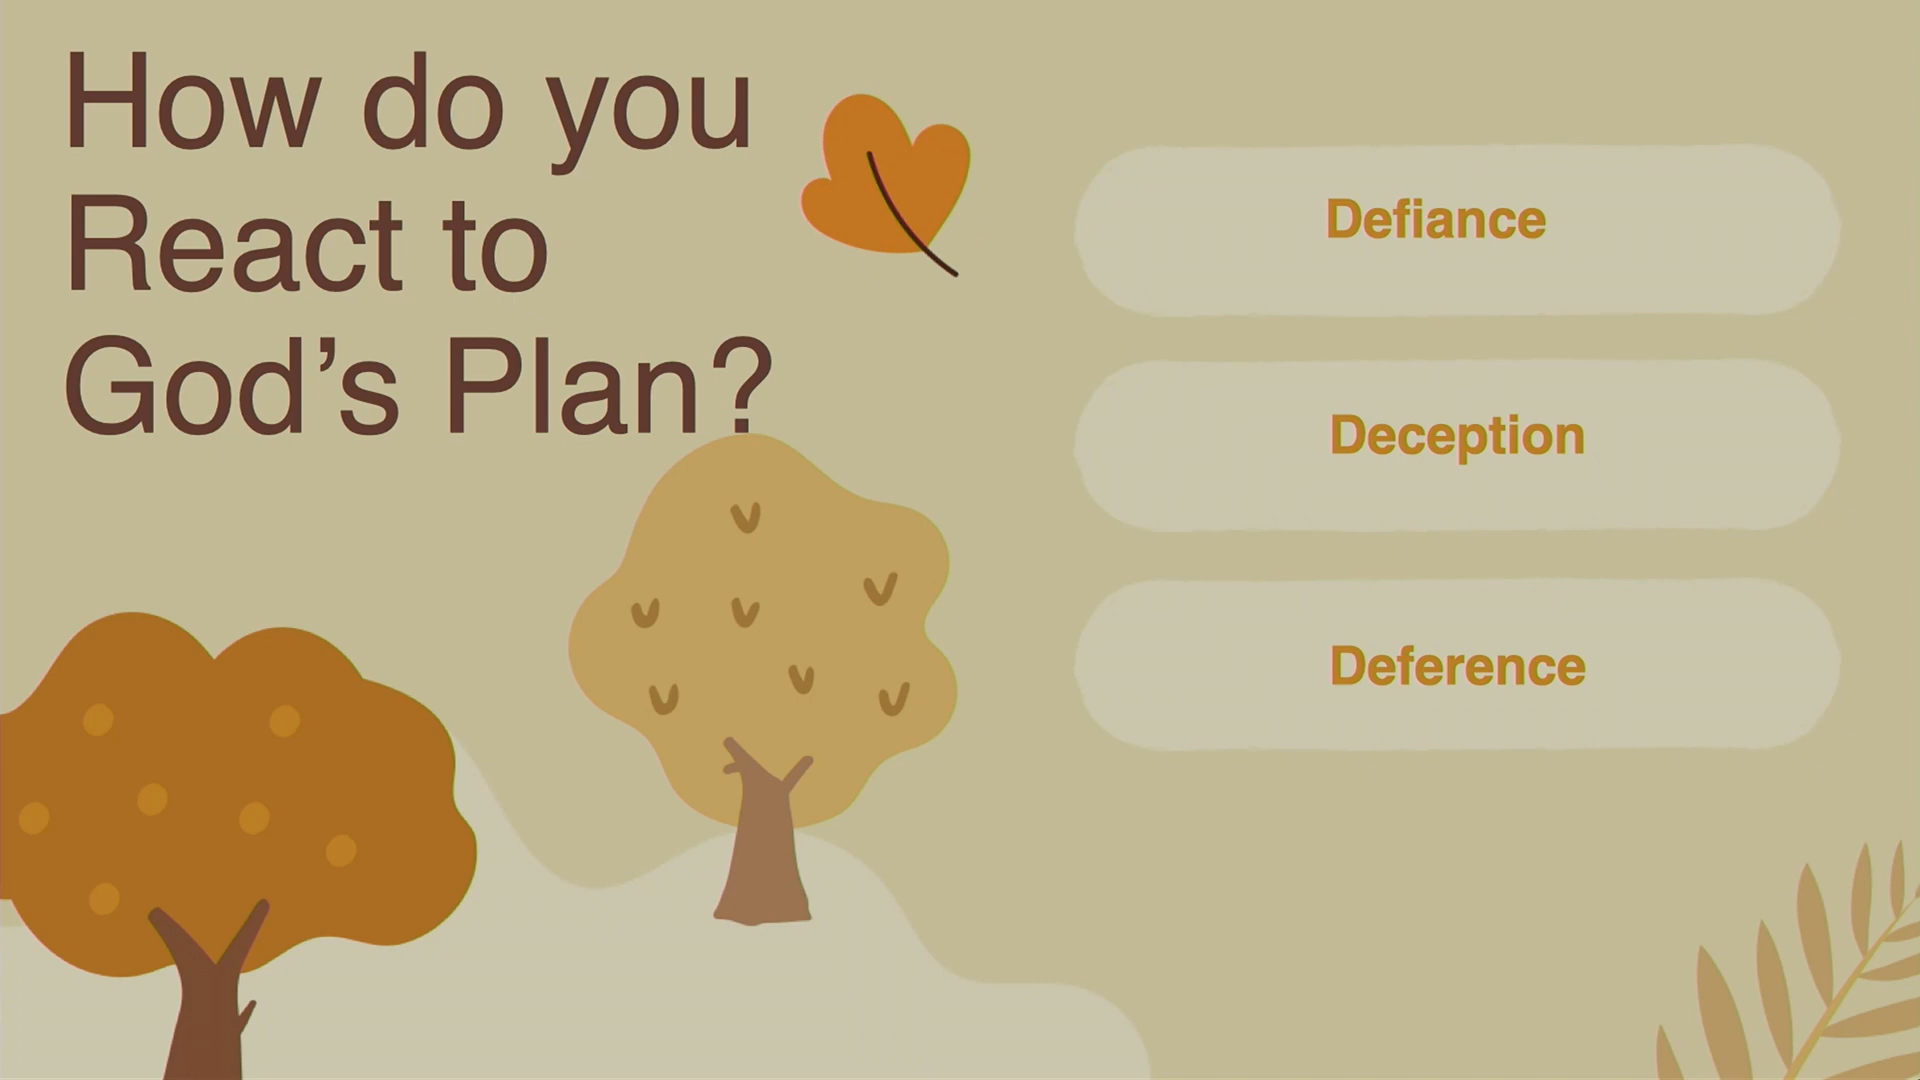 How do you
React to
God’s Plan?
Defiance
Deception
Deference